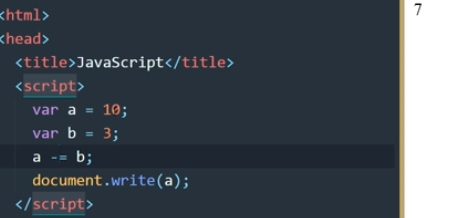 <html>
<head>
<title>JavaScript</title>
<script>
var a = 10;
var b = 3;
a -= b;
document.write(a);
</script>
7